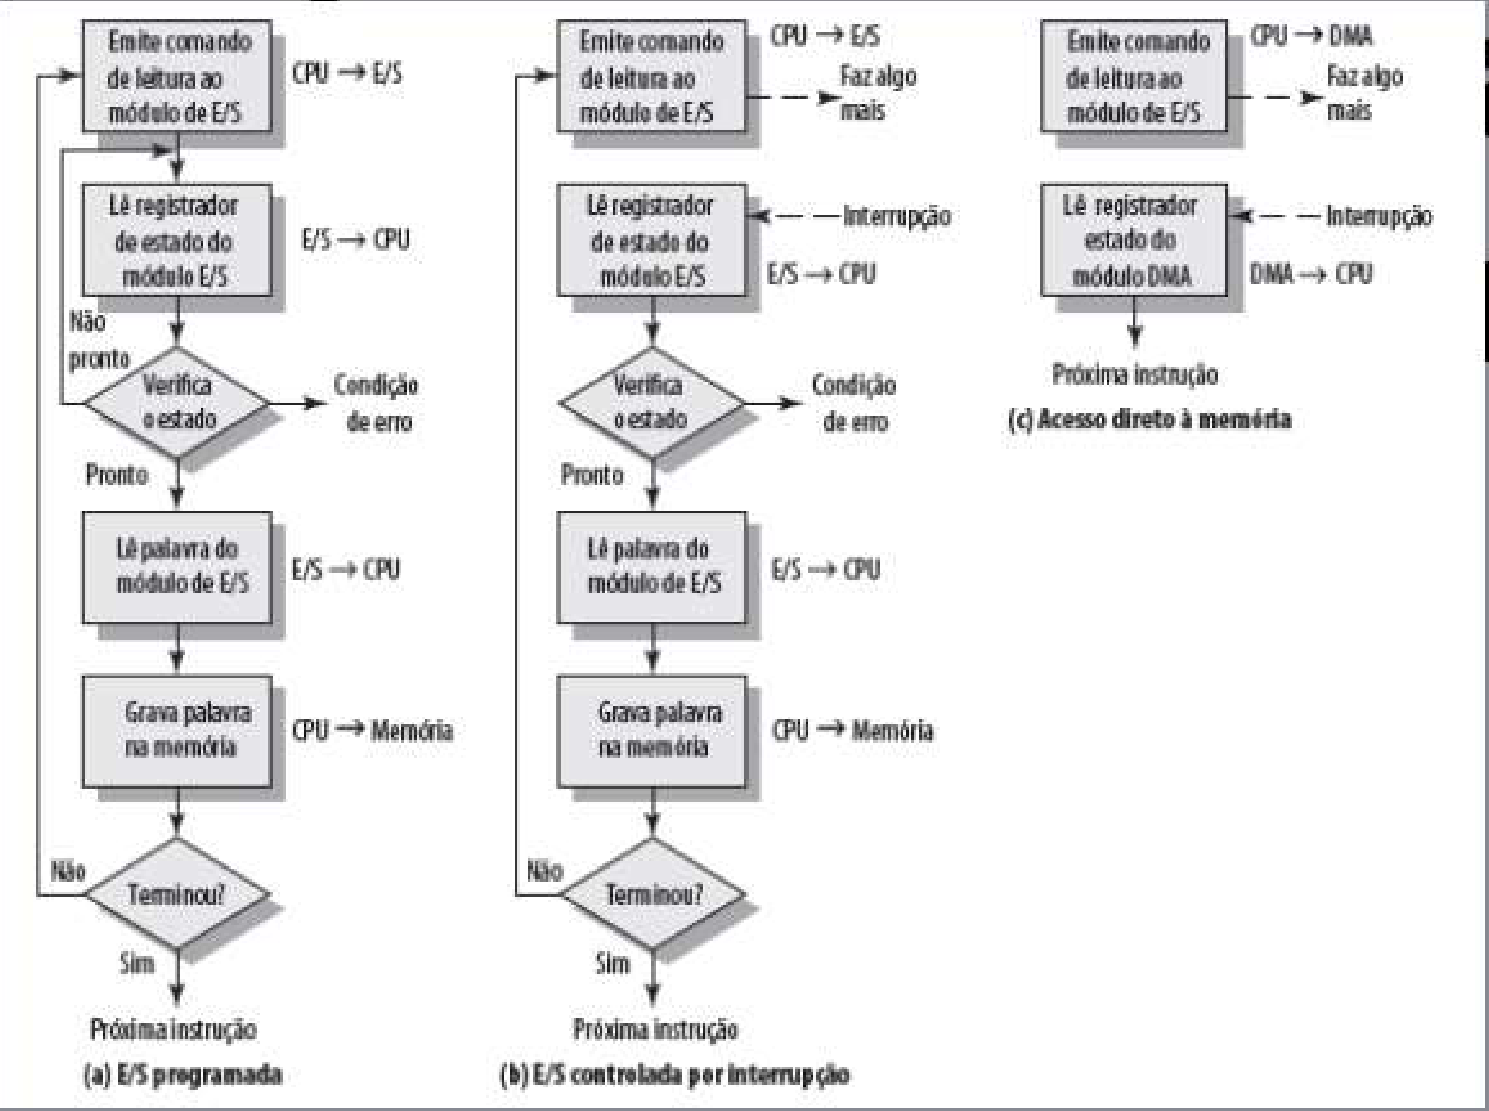 Emite comando
de leitura ao
módulo de E/S
CPU → E/S
Lê registrador
de estado do
módulo E/S
E/S → CPU
Não
pronto
Verifica
o estado
Condição
de erro
Pronto
Lê palavra do
módulo de E/S
E/S → CPU
Grava palavra
na memória
CPU → Memória
Não
Terminou?
Sim
Próxima instrução
(a) E/S programada
Emite comando
de leitura ao
módulo de E/S
CPU → E/S
Faz algo
mais
Lê registrador
de estado do
módulo E/S
Interrupção
E/S → CPU
Verifica
o estado
Condição
de erro
Pronto
Lê palavra do
módulo de E/S
E/S → CPU
Grava palavra
na memória
CPU → Memória
Não
Terminou?
Sim
Próxima instrução
(b) E/S controlada por interrupção
Emite comando
de leitura ao
módulo de E/S
CPU → DMA
Faz algo
mais
Lê registrador
estado do
módulo DMA
Interrupção
DMA → CPU
Próxima instrução
(c) Acesso direto à memória